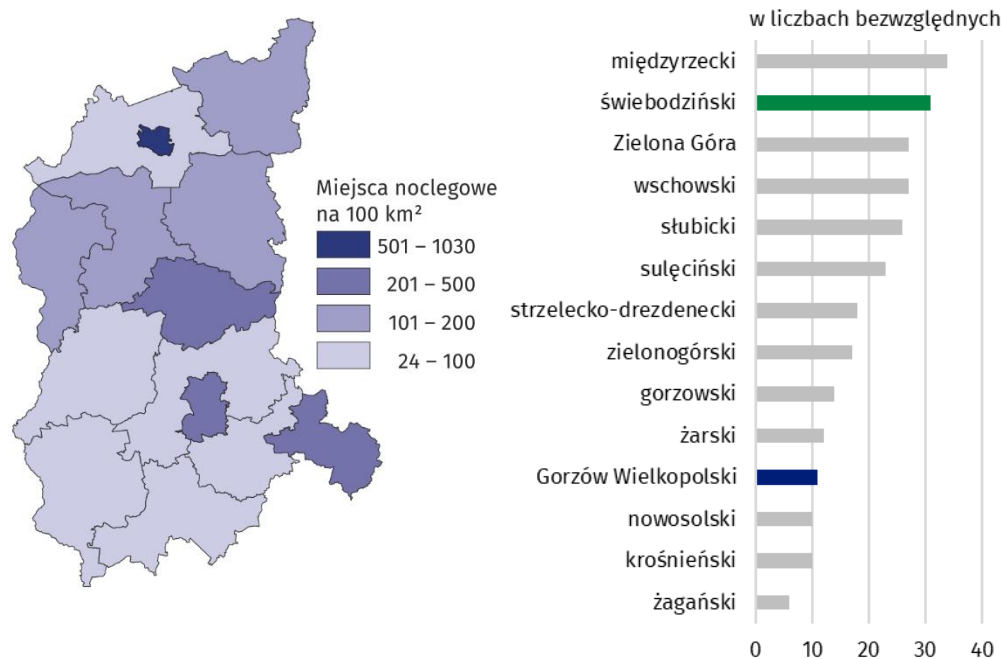 Miejsca noclegowe
na 100 km²
501 – 1030
201 – 500
101 – 200
24 – 100
w liczbach bezwzględnych
międzyrzecki
świebodziński
Zielona Góra
wschowski
słubicki
sulęciński
strzelecko-drezdenecki
zielonogórski
gorzowski
żarski
Gorzów Wielkopolski
nowosolski
krośnieński
żagański
0 10 20 30 40